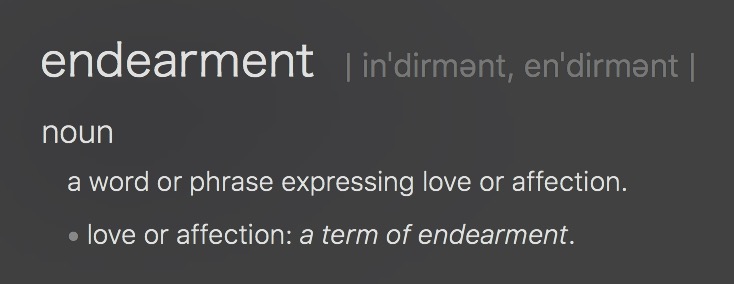 endearment | inˈdirmənt, enˈdirmənt |
noun
a word or phrase expressing love or affection.
• love or affection: a term of endearment.